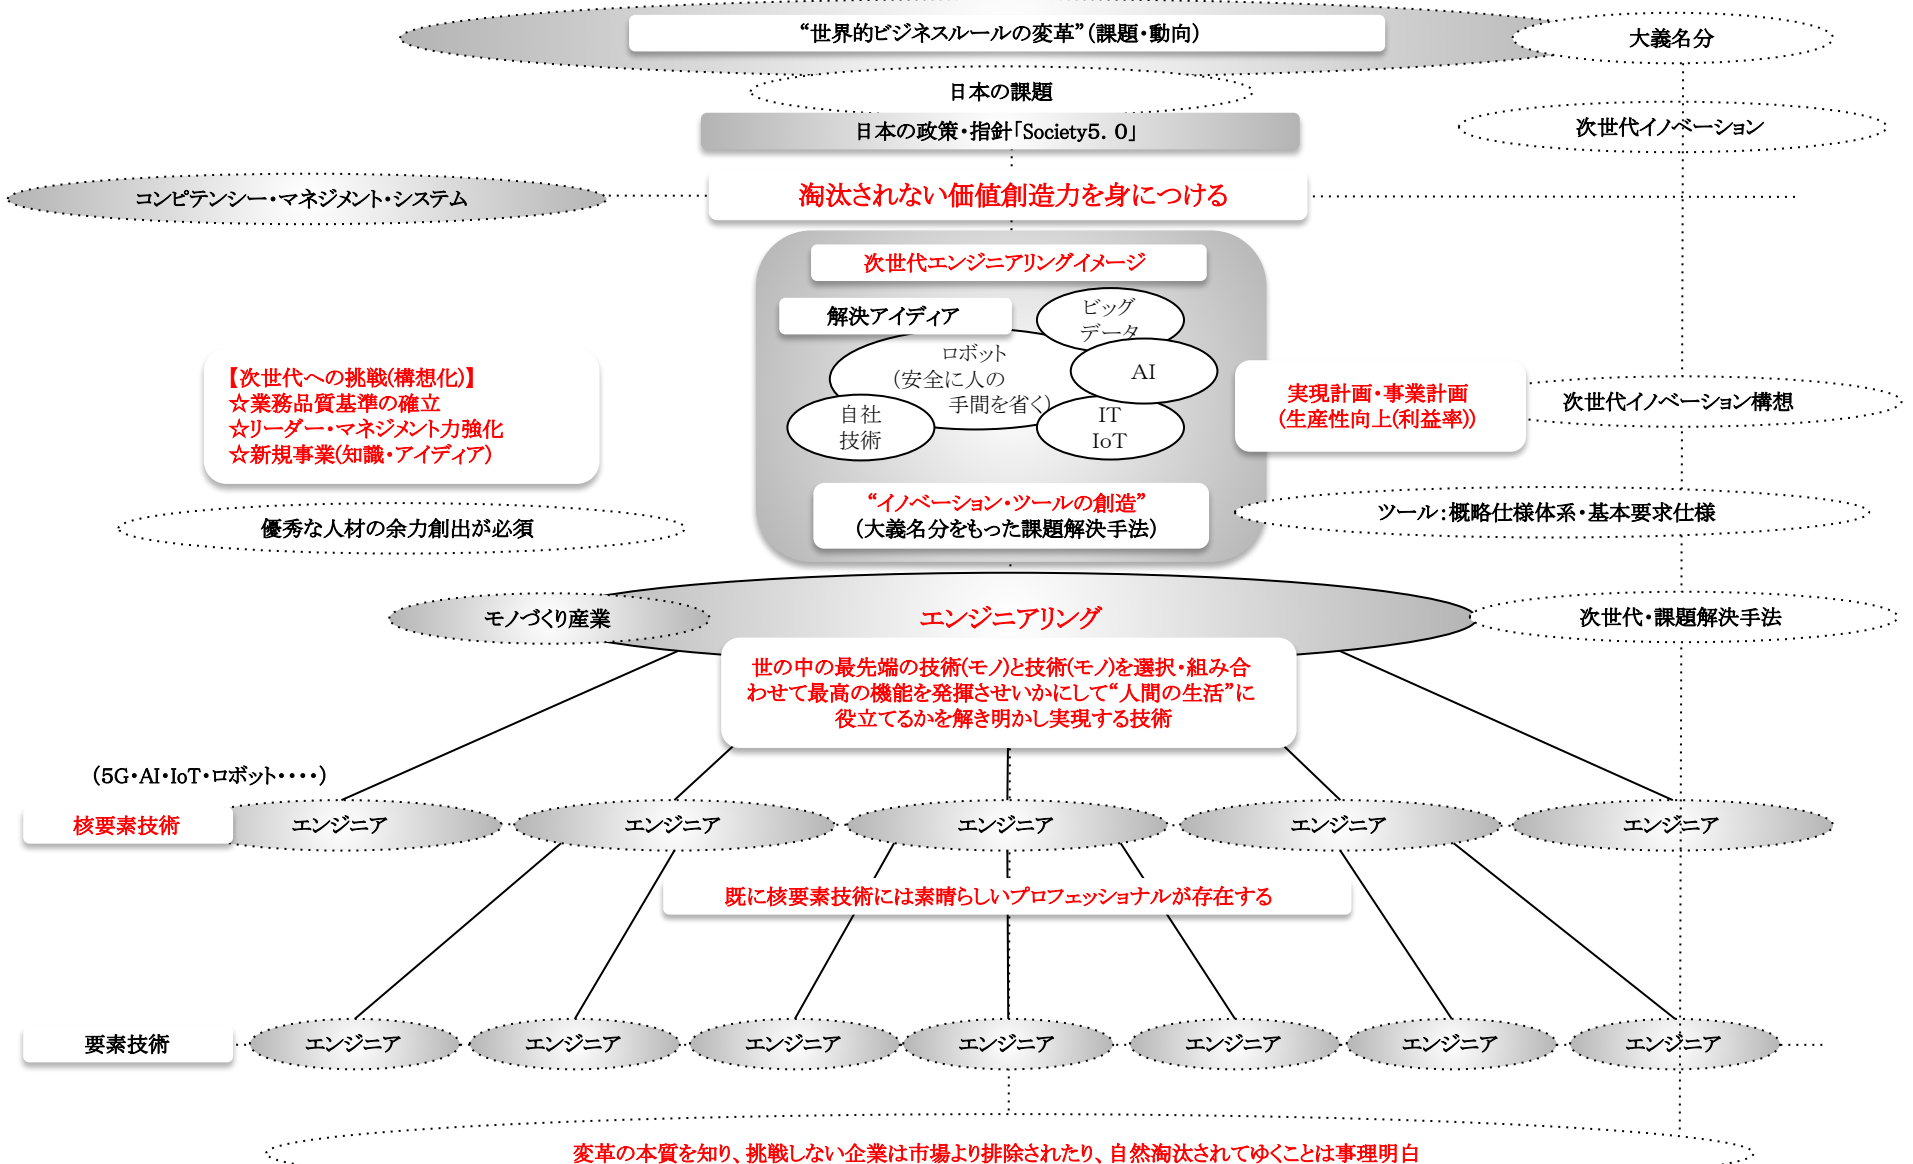 “世界的ビジネスルールの変革”(課題・動向)
大義名分
日本の課題
日本の政策・指針「Society5. 0」
次世代イノベーション
コンピテンシー・マネジメント・システム
淘汰されない価値創造力を身につける
次世代エンジニアリングイメージ
解決アイディア
ビッグ
データ
ロボット
(安全に人の
手間を省く)
AI
自社
技術
IT
IoT
【次世代への挑戦(構想化)】
☆業務品質基準の確立
☆リーダー・マネジメント力強化
☆新規事業(知識・アイディア)
実現計画・事業計画
(生産性向上(利益率))
次世代イノベーション構想
“イノベーション・ツールの創造”
(大義名分をもった課題解決手法)
優秀な人材の余力創出が必須
ツール:概略仕様体系・基本要求仕様
モノづくり産業
エンジニアリング
次世代・課題解決手法
世の中の最先端の技術(モノ)と技術(モノ)を選択・組み合
わせて最高の機能を発揮させいかにして“人間の生活”に
役立てるかを解き明かし実現する技術
(5G・AI・IoT・ロボット・・・・)
核要素技術
エンジニア
エンジニア
エンジニア
エンジニア
エンジニア
既に核要素技術には素晴らしいプロフェッショナルが存在する
要素技術
エンジニア
エンジニア
エンジニア
エンジニア
エンジニア
エンジニア
エンジニア
変革の本質を知り、挑戦しない企業は市場より排除されたり、自然淘汰されてゆくことは事理明白